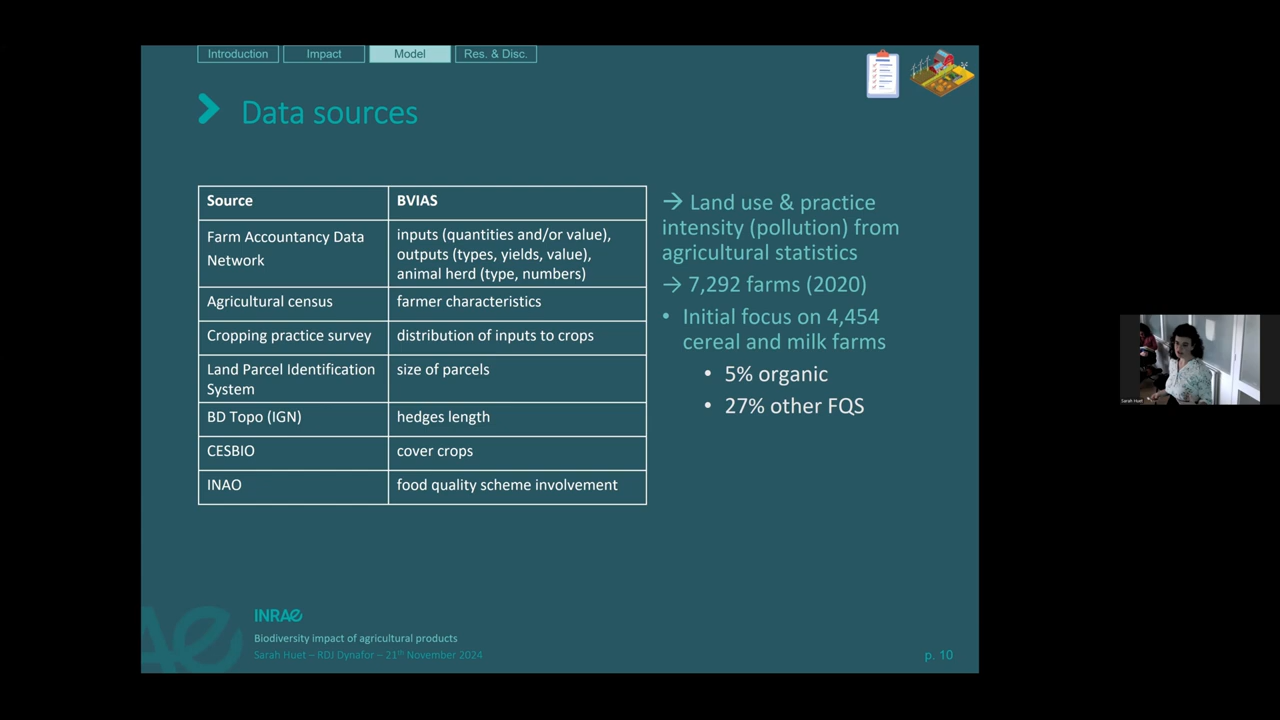 Introduction
Impact
Model
Res. & Disc.
Data sources
Source
BVIAS
Farm Accountancy Data
Network
inputs (quantities and/or value),
outputs (types, yields, value),
animal herd (type, numbers)
Agricultural census
farmer characteristics
Cropping practice survey
distribution of inputs to crops
Land Parcel Identification
System
size of parcels
BD Topo (IGN)
hedges length
CESBIO
cover crops
INAO
food quality scheme involvement
→ Land use & practice
intensity (pollution) from
agricultural statistics
→ 7,292 farms (2020)
• Initial focus on 4,454
cereal and milk farms
• 5% organic
• 27% other FQS
INRAE
Biodiversity impact of agricultural products
Sarah Huet – RDJ Dynafor – 21th November 2024
p. 10
Sarah Huet